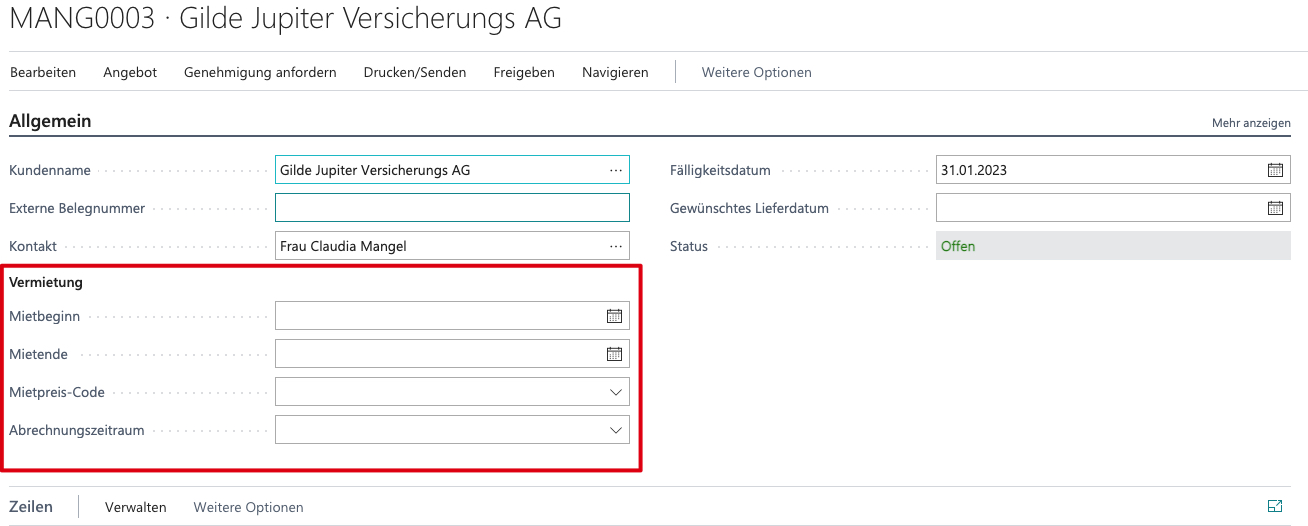 MANG0003 · Gilde Jupiter Versicherungs AG
Bearbeiten Angebot Genehmigung anfordern Drucken/Senden Freigeben Navigieren Weitere Optionen
Allgemein Mehr anzeigen
Kundenname Gilde Jupiter Versicherungs AG Fälligkeitsdatum 31.01.2023
Externe Belegnummer Gewünschtes Lieferdatum
Kontakt Frau Claudia Mangel Status Offen
Vermietung
Mietbeginn
Mietende
Mietpreis-Code
Abrechnungszeitraum
Zeilen Verwalten Weitere Optionen